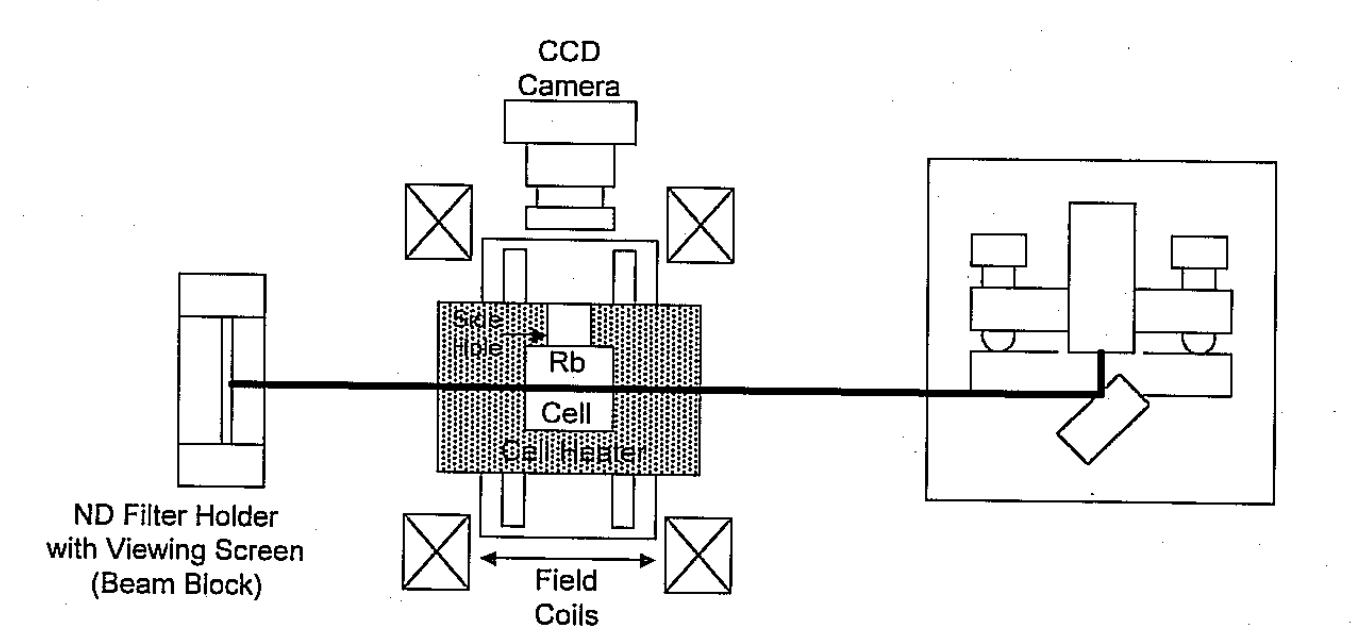 CCD
Camera
Side
Hole
Rb
Cell
Cell Heater
ND Filter Holder
with Viewing Screen
(Beam Block)
Field
Coils